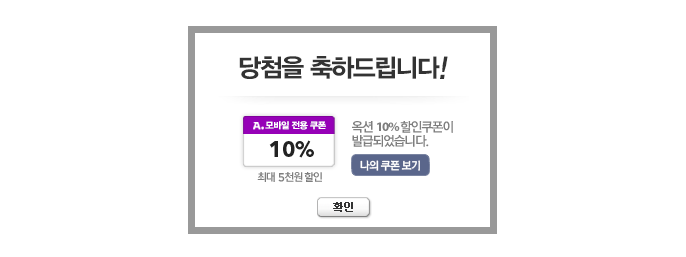 당첨을 축하드립니다!
A. 모바일 전용 쿠폰
10%
최대 5천원 할인
옥션 10% 할인쿠폰이
발급되었습니다.
나의 쿠폰 보기
확인